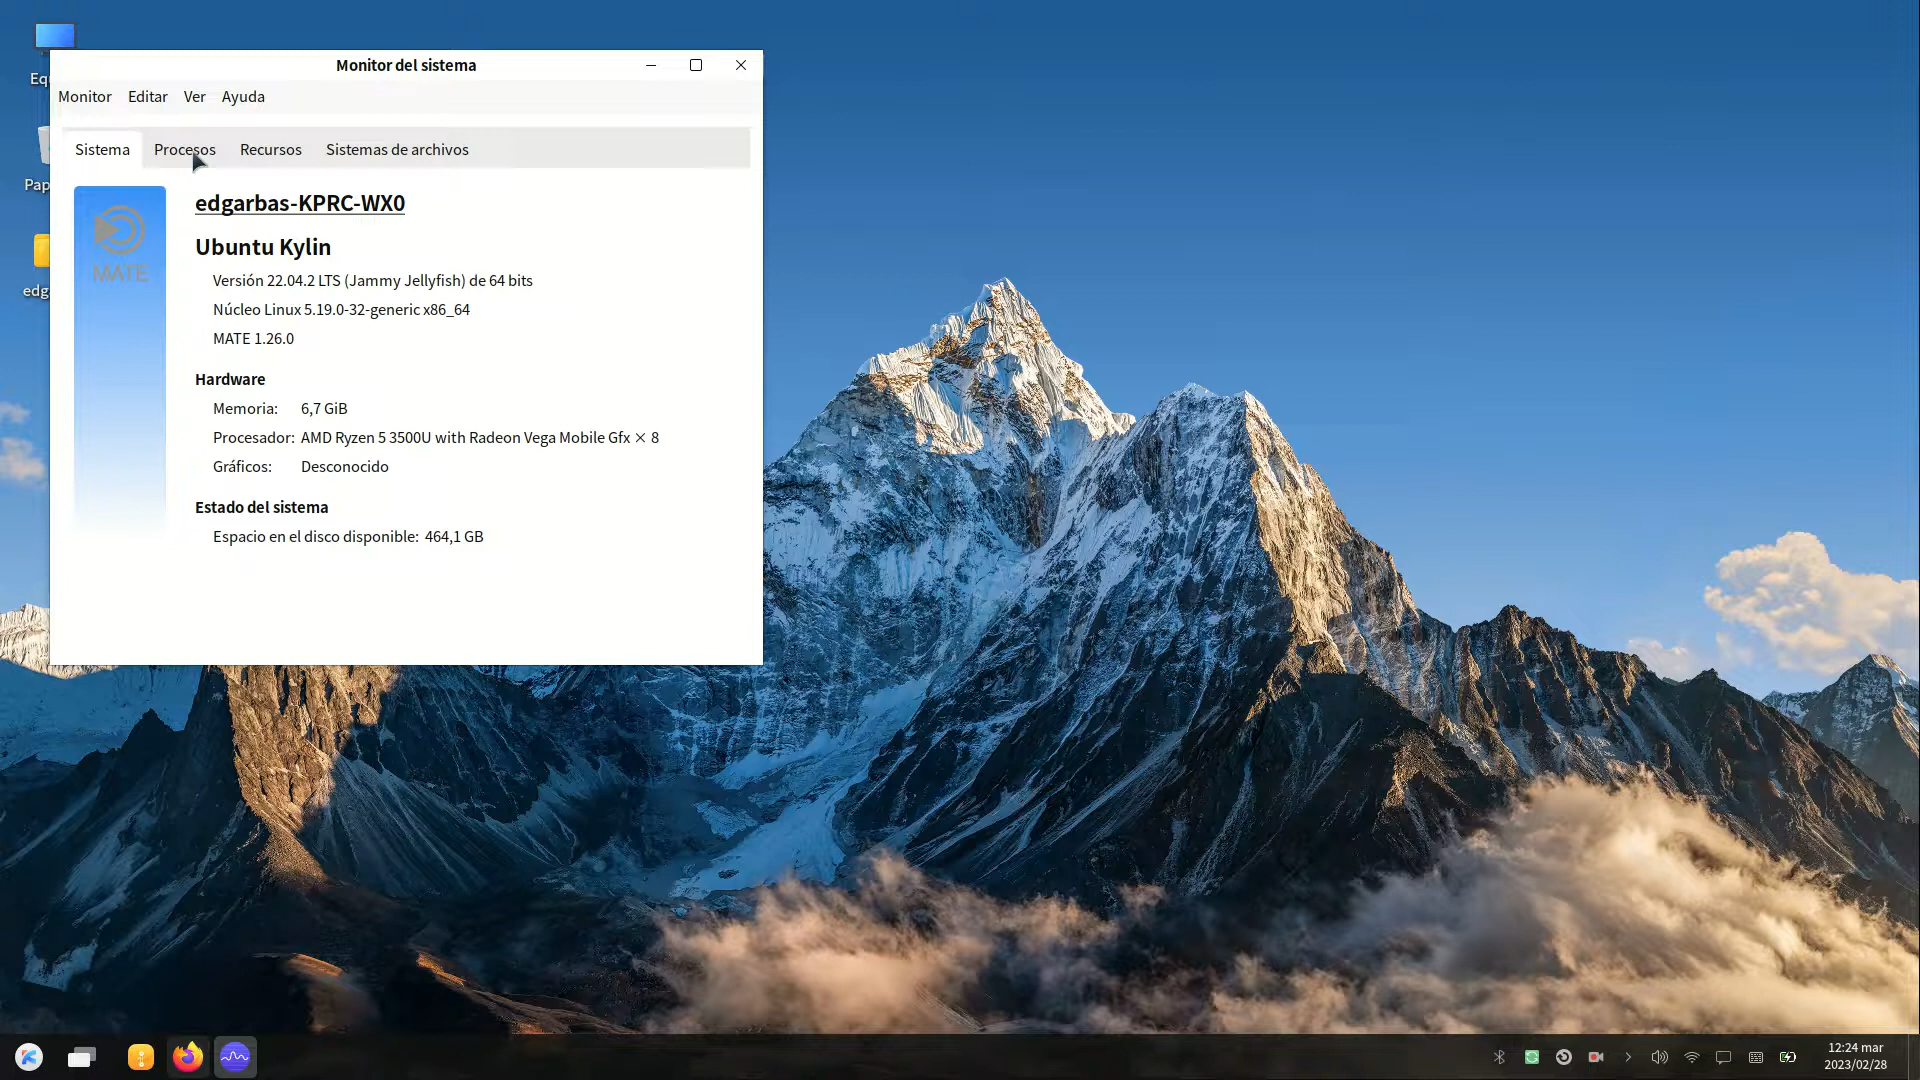 Monitor del sistema
Monitor Editar Ver Ayuda
Sistema Procesos Recursos Sistemas de archivos
MATE
edgarbas-KPRC-WX0
Ubuntu Kylin
Versión 22.04.2 LTS (Jammy Jellyfish) de 64 bits
Núcleo Linux 5.19.0-32-generic x86_64
MATE 1.26.0
Hardware
Memoria: 6,7 GiB
Procesador: AMD Ryzen 5 3500U with Radeon Vega Mobile Gfx × 8
Gráficos: Desconocido
Estado del sistema
Espacio en el disco disponible: 464,1 GB
12:24 mar
2023/02/28